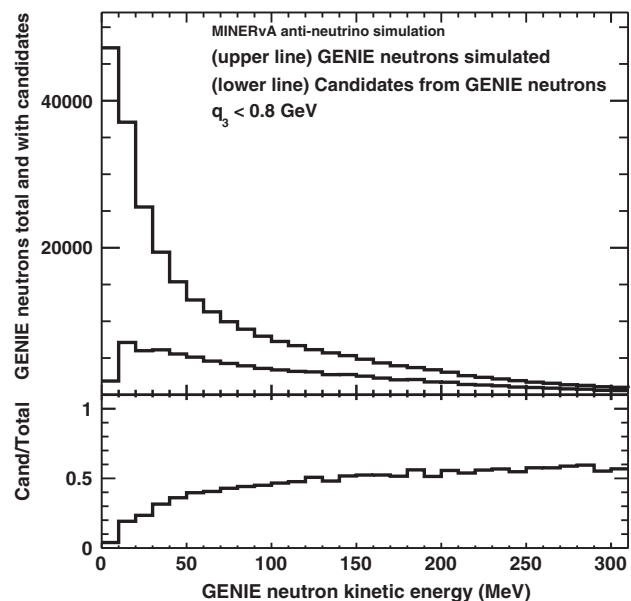 MINERvA anti-neutrino simulation
(upper line) GENIE neutrons simulated
(lower line) Candidates from GENIE neutrons
q3 < 0.8 GeV
GENIE neutrons total and with candidates
40000
20000
Cand/Total
1
0.5
0
0 50 100 150 200 250 300
GENIE neutron kinetic energy (MeV)